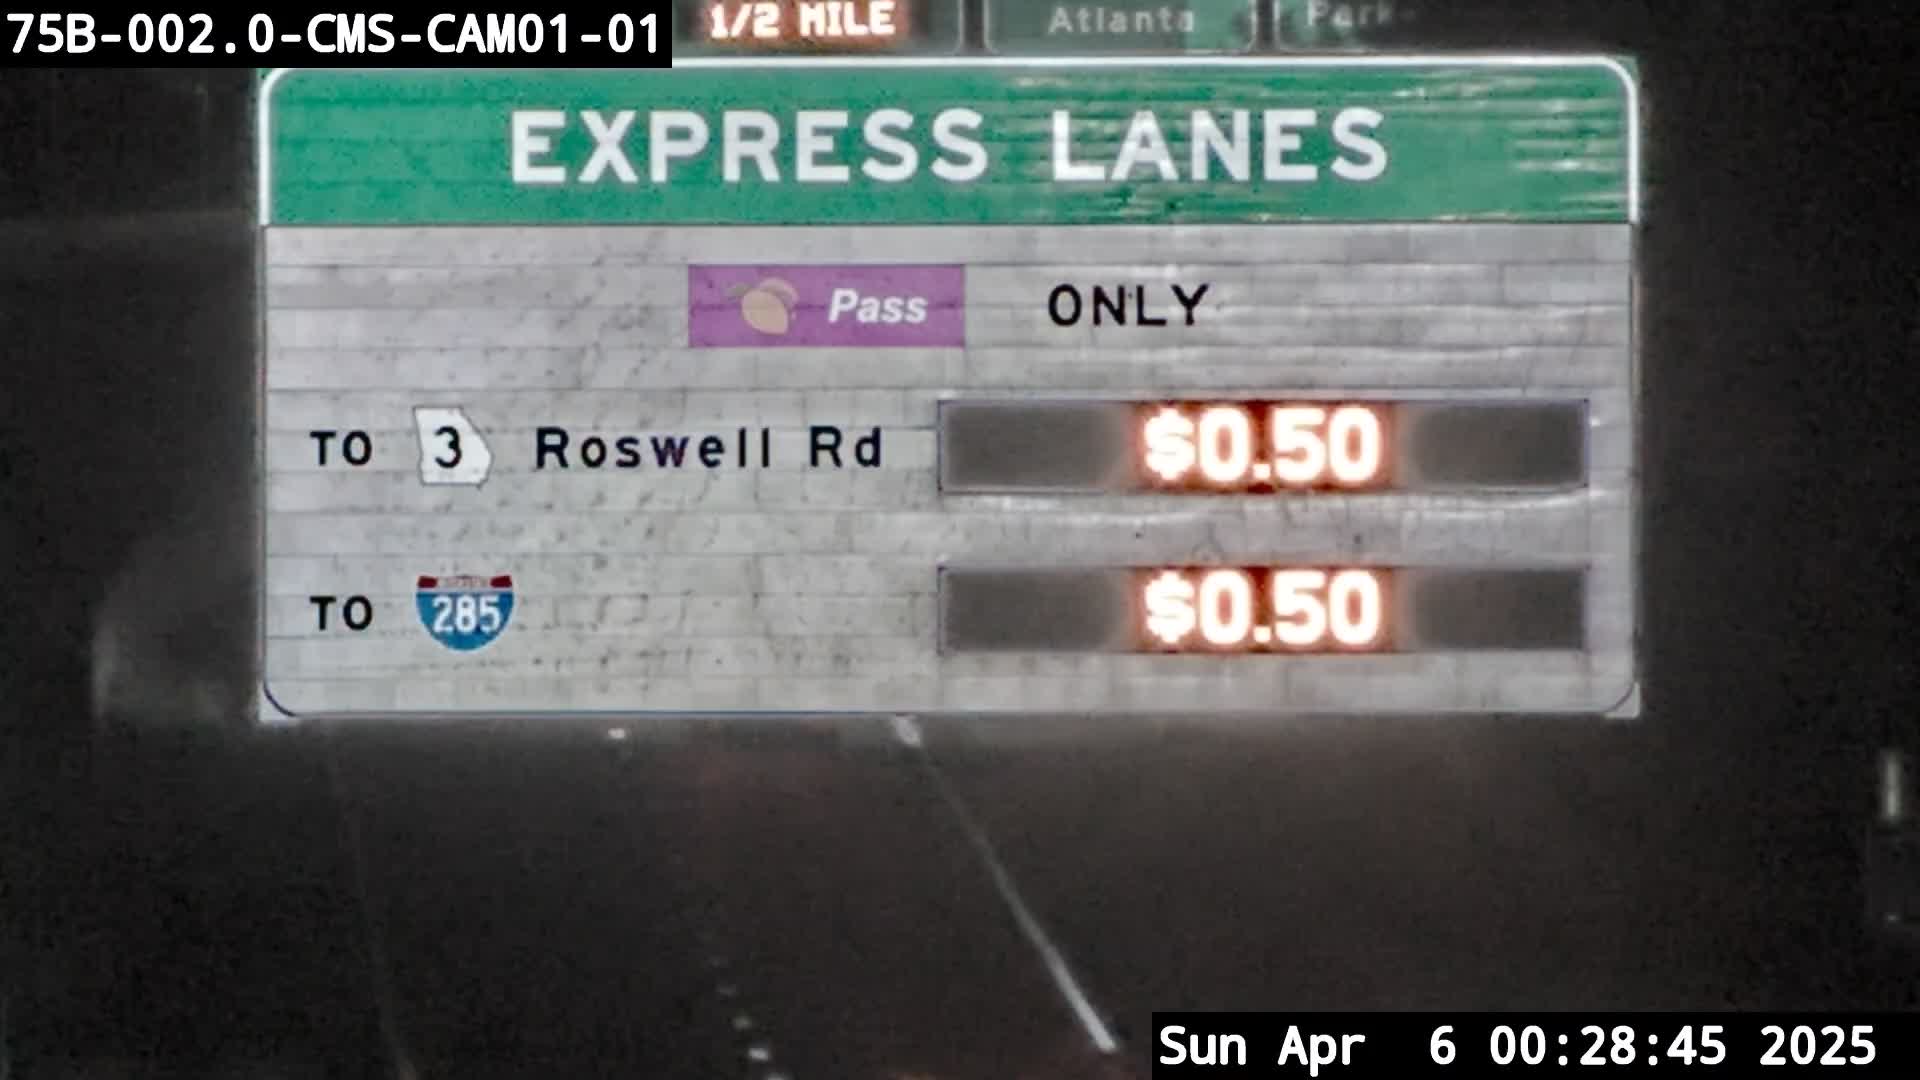 75B-002.0-CMS-CAM01-01
1/2 MILE
Atlanta
Park-
EXPRESS LANES
Pass ONLY
TO 3 Roswell Rd $0.50
TO 285 $0.50
Sun Apr 6 00:28:45 2025